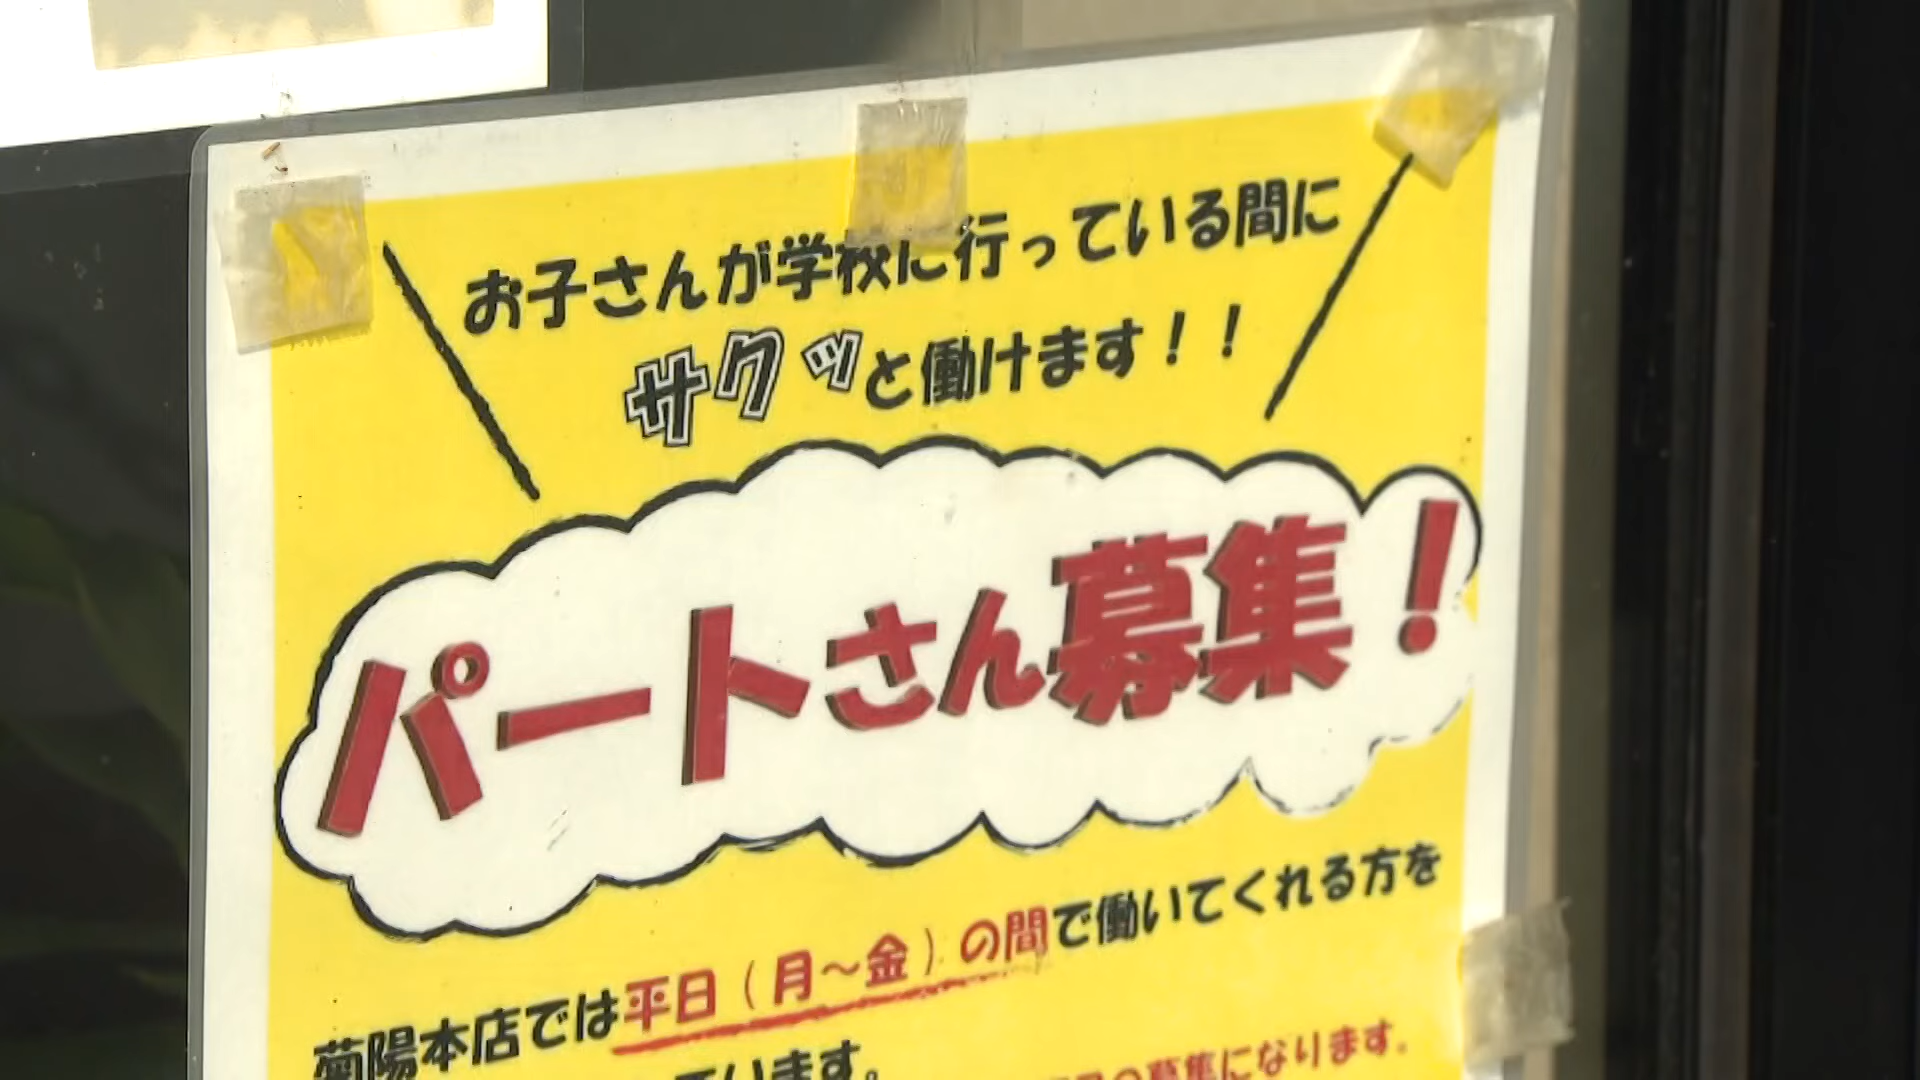 お子さんが学校に行っている間に
サクッと働けます！！
パートさん募集！
菊陽本店では平日（月～金）の間で働いてくれる方を
ています。
の募集になります。